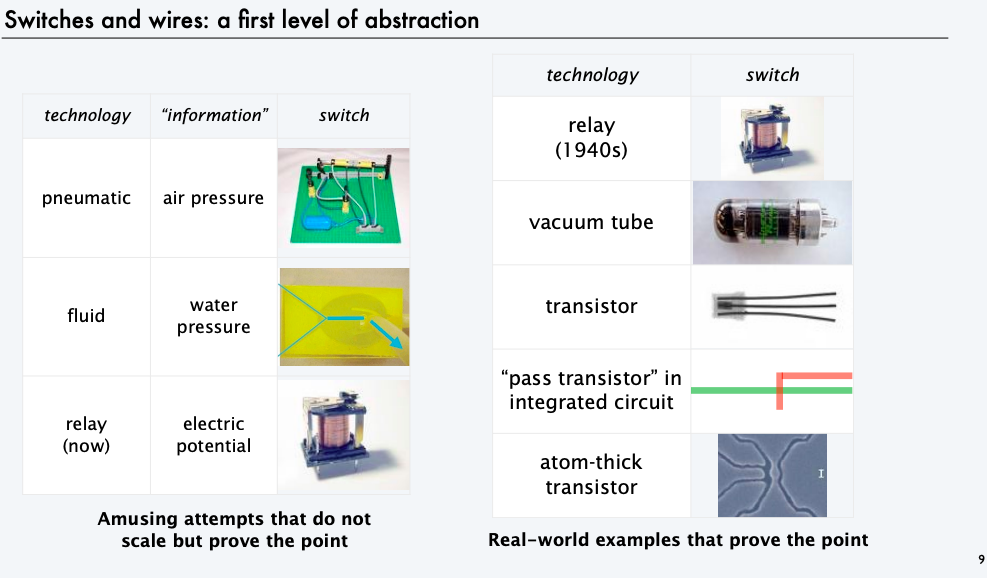 Switches and wires: a first level of abstraction
technology “information” switch
pneumatic air pressure
fluid water
pressure
relay
(now) electric
potential
Amusing attempts that do not
scale but prove the point
technology switch
relay
(1940s)
vacuum tube
transistor
“pass transistor” in
integrated circuit
atom-thick
transistor
I
Real-world examples that prove the point
9